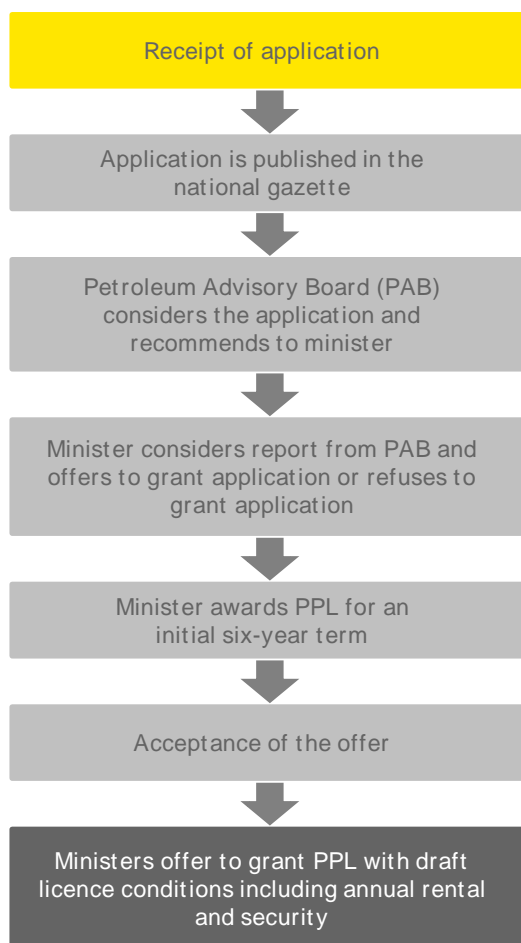 Receipt of application
Application is published in the
national gazette
Petroleum Advisory Board (PAB)
considers the application and
recommends to minister
Minister considers report from PAB and
offers to grant application or refuses to
grant application
Minister awards PPL for an
initial six-year term
Acceptance of the offer
Ministers offer to grant PPL with draft
licence conditions including annual rental
and security